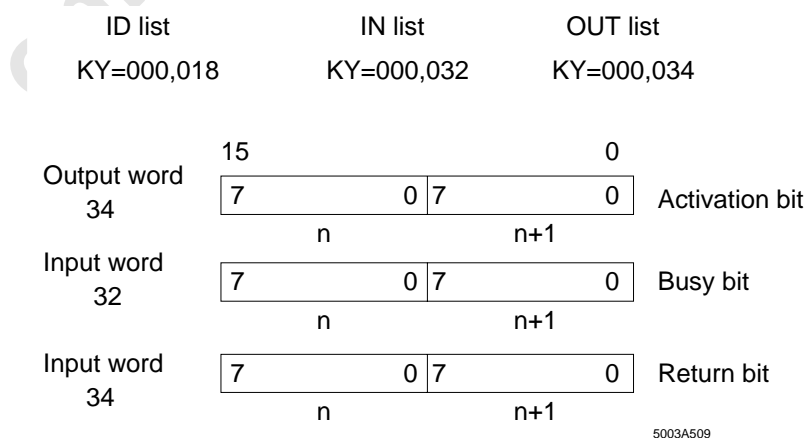 ID list IN list OUT list
KY=000,018 KY=000,032 KY=000,034
15 0
Output word
34
7 0 7 0
Activation bit
n n+1
Input word
32
7 0 7 0
Busy bit
n n+1
Input word
34
7 0 7 0
Return bit
n n+1
5003A509